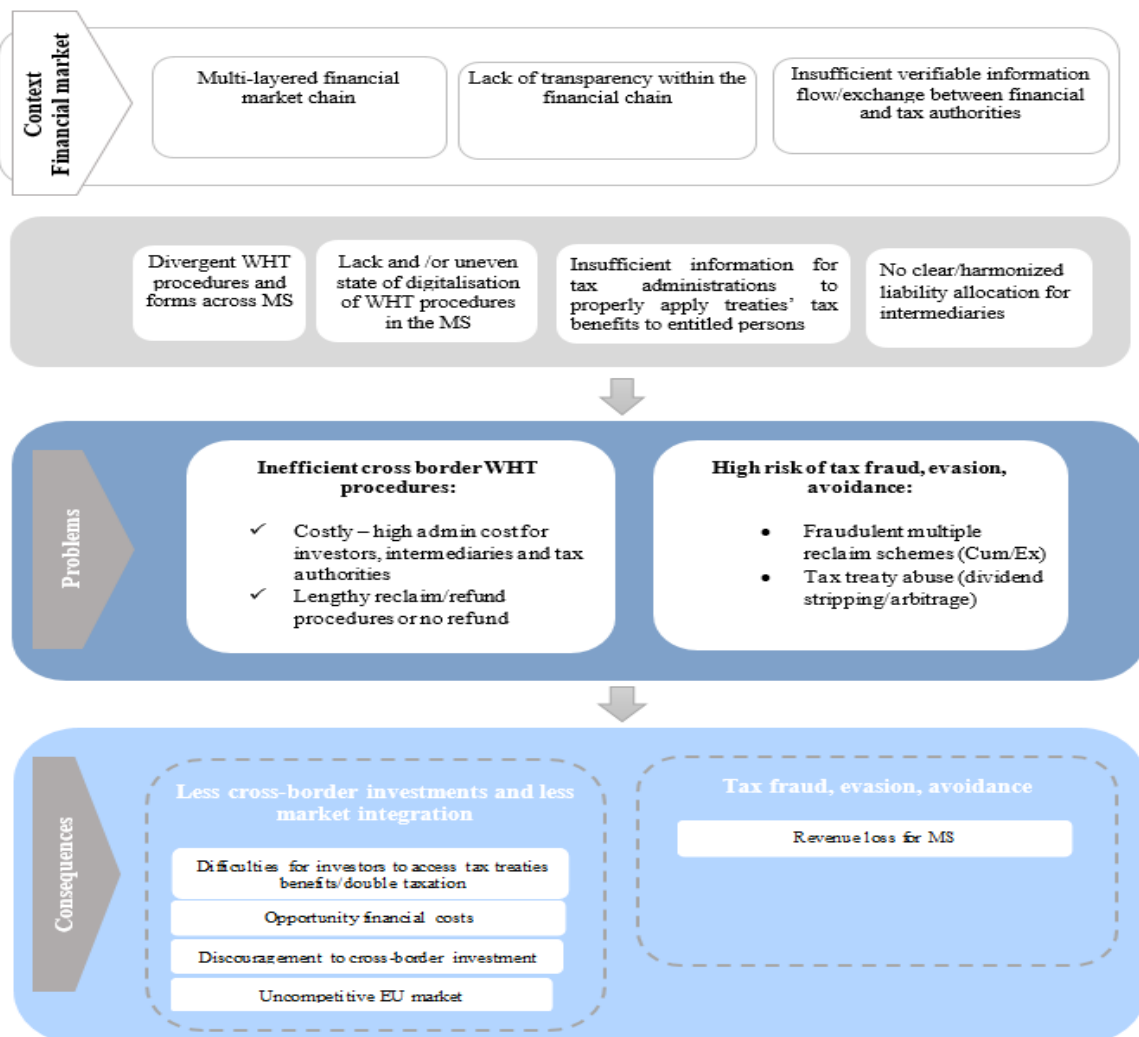 Context
Financial market
Multi-layered financial
market chain
Lack of transparency within the
financial chain
Insufficient verifiable information
flow/exchange between financial
and tax authorities
Divergent WHT
procedures and
forms across MS
Lack and /or uneven
state of digitalisation
of WHT procedures
in the MS
Insufficient information for
tax administrations to
properly apply treaties’ tax
benefits to entitled persons
No clear/harmonized
liability allocation for
intermediaries
Problems
Inefficient cross border WHT
procedures:
✓ Costly – high admin cost for
investors, intermediaries and tax
authorities
✓ Lengthy reclaim/refund
procedures or no refund
High risk of tax fraud, evasion,
avoidance:
• Fraudulent multiple
reclaim schemes (Cum/Ex)
• Tax treaty abuse (dividend
stripping/arbitrage)
Consequences
Less cross-border investments and less
market integration
Difficulties for investors to access tax treaties
benefits/double taxation
Opportunity financial costs
Discouragement to cross-border investment
Uncompetitive EU market
Tax fraud, evasion, avoidance
Revenue loss for MS